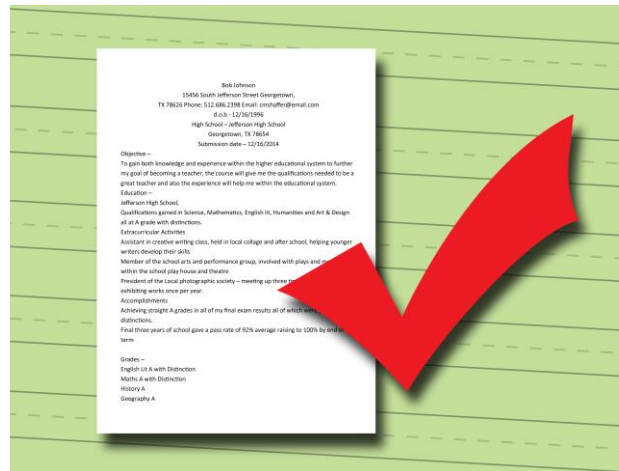 Bob Johnson
15456 South Jefferson Street Georgetown,
TX 78626 Phone: 512.686.2398 Email: cmshaffer@email.com
d.o.b - 12/16/1996
High School – Jefferson High School
Georgetown, TX 78654
Submission date – 12/16/2014
Objective –
To gain both knowledge and experience within the higher educational system to further
my goal of becoming a teacher, the course will give me the qualifications needed to be a
great teacher and also the experience will help me within the educational system.
Education –
Jefferson High School,
Qualifications gained in Science, Mathematics, English lit, Humanities and Art & Design
all at A grade with distinctions.
Extracurricular Activities
Assistant in creative writing class, held in local collage and after school, helping younger
writers develop their skills
Member of the school arts and performance group, involved with plays and
within the school play house and theatre
President of the Local photographic society – meeting up three
exhibiting works once per year.
Accomplishments
Achieving straight A grades in all of my final exam results all of which
distinctions.
Final three years of school gave a pass rate of 92% average raising to 100% by end
term
Grades –
English Lit A with Distinction
Maths A with Distinction
History A
Geography A